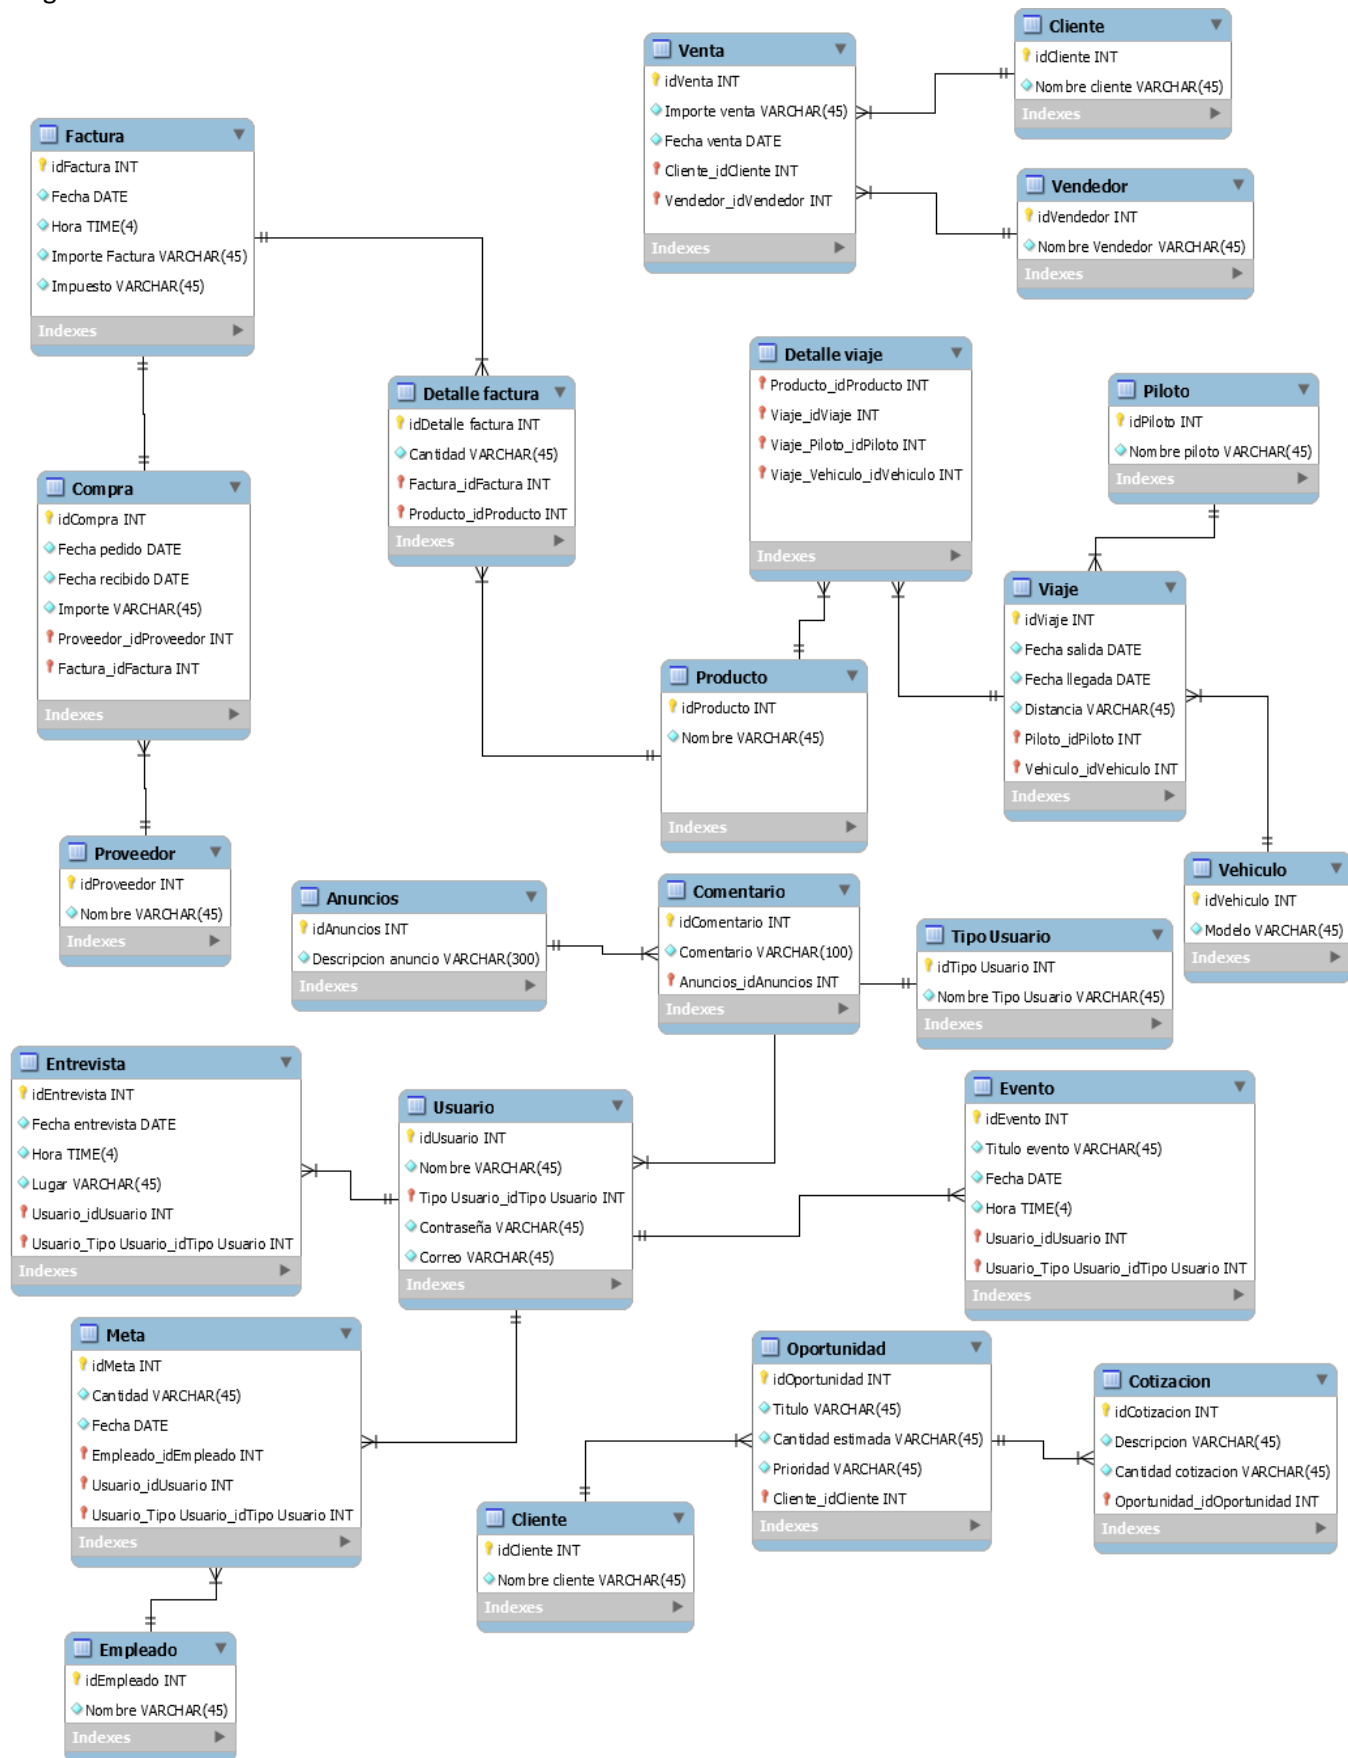 Venta
idVenta INT
Importe venta VARCHAR(45)
Fecha venta DATE
Cliente_idCliente INT
Vendedor_idVendedor INT
Indexes
Cliente
idCliente INT
Nombre cliente VARCHAR(45)
Indexes
Vendedor
idVendedor INT
Nombre Vendedor VARCHAR(45)
Indexes
Factura
idFactura INT
Fecha DATE
Hora TIME(4)
Importe Factura VARCHAR(45)
Impuesto VARCHAR(45)
Indexes
Detalle factura
idDetalle factura INT
Cantidad VARCHAR(45)
Factura_idFactura INT
Producto_idProducto INT
Indexes
Detalle viaje
Producto_idProducto INT
Viaje_idViaje INT
Viaje_Piloto_idPiloto INT
Viaje_Vehiculo_idVehiculo INT
Indexes
Piloto
idPiloto INT
Nombre piloto VARCHAR(45)
Indexes
Compra
idCompra INT
Fecha pedido DATE
Fecha recibido DATE
Importe VARCHAR(45)
Proveedor_idProveedor INT
Factura_idFactura INT
Indexes
Viaje
idViaje INT
Fecha salida DATE
Fecha llegada DATE
Distancia VARCHAR(45)
Piloto_idPiloto INT
Vehiculo_idVehiculo INT
Indexes
Producto
idProducto INT
Nombre VARCHAR(45)
Indexes
Proveedor
idProveedor INT
Nombre VARCHAR(45)
Indexes
Vehiculo
idVehiculo INT
Modelo VARCHAR(45)
Indexes
Anuncios
idAnuncios INT
Descripcion anuncio VARCHAR(300)
Indexes
Comentario
idComentario INT
Comentario VARCHAR(100)
Anuncios_idAnuncios INT
Indexes
Tipo Usuario
idTipo Usuario INT
Nombre Tipo Usuario VARCHAR(45)
Indexes
Entrevista
idEntrevista INT
Fecha entrevista DATE
Hora TIME(4)
Lugar VARCHAR(45)
Usuario_idUsuario INT
Usuario_Tipo Usuario_idTipo Usuario INT
Indexes
Usuario
idUsuario INT
Nombre VARCHAR(45)
Tipo Usuario_idTipo Usuario INT
Contraseña VARCHAR(45)
Correo VARCHAR(45)
Indexes
Evento
idEvento INT
Titulo evento VARCHAR(45)
Fecha DATE
Hora TIME(4)
Usuario_idUsuario INT
Usuario_Tipo Usuario_idTipo Usuario INT
Indexes
Meta
idMeta INT
Cantidad VARCHAR(45)
Fecha DATE
Empleado_idEmpleado INT
Usuario_idUsuario INT
Usuario_Tipo Usuario_idTipo Usuario INT
Indexes
Oportunidad
idOportunidad INT
Titulo VARCHAR(45)
Cantidad estimada VARCHAR(45)
Prioridad VARCHAR(45)
Cliente_idCliente INT
Indexes
Cotizacion
idCotizacion INT
Descripcion VARCHAR(45)
Cantidad cotizacion VARCHAR(45)
Oportunidad_idOportunidad INT
Indexes
Cliente
idCliente INT
Nombre cliente VARCHAR(45)
Indexes
Empleado
idEmpleado INT
Nombre VARCHAR(45)
Indexes